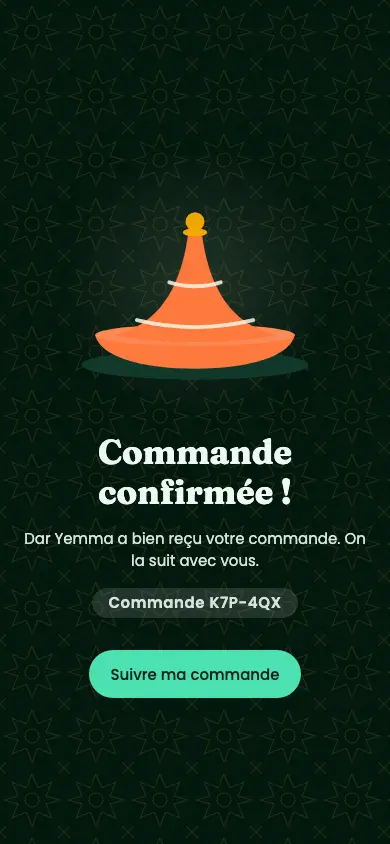 Commande
confirmée !
Dar Yemma a bien reçu votre commande. On
la suit avec vous.
Commande K7P-4QX
Suivre ma commande